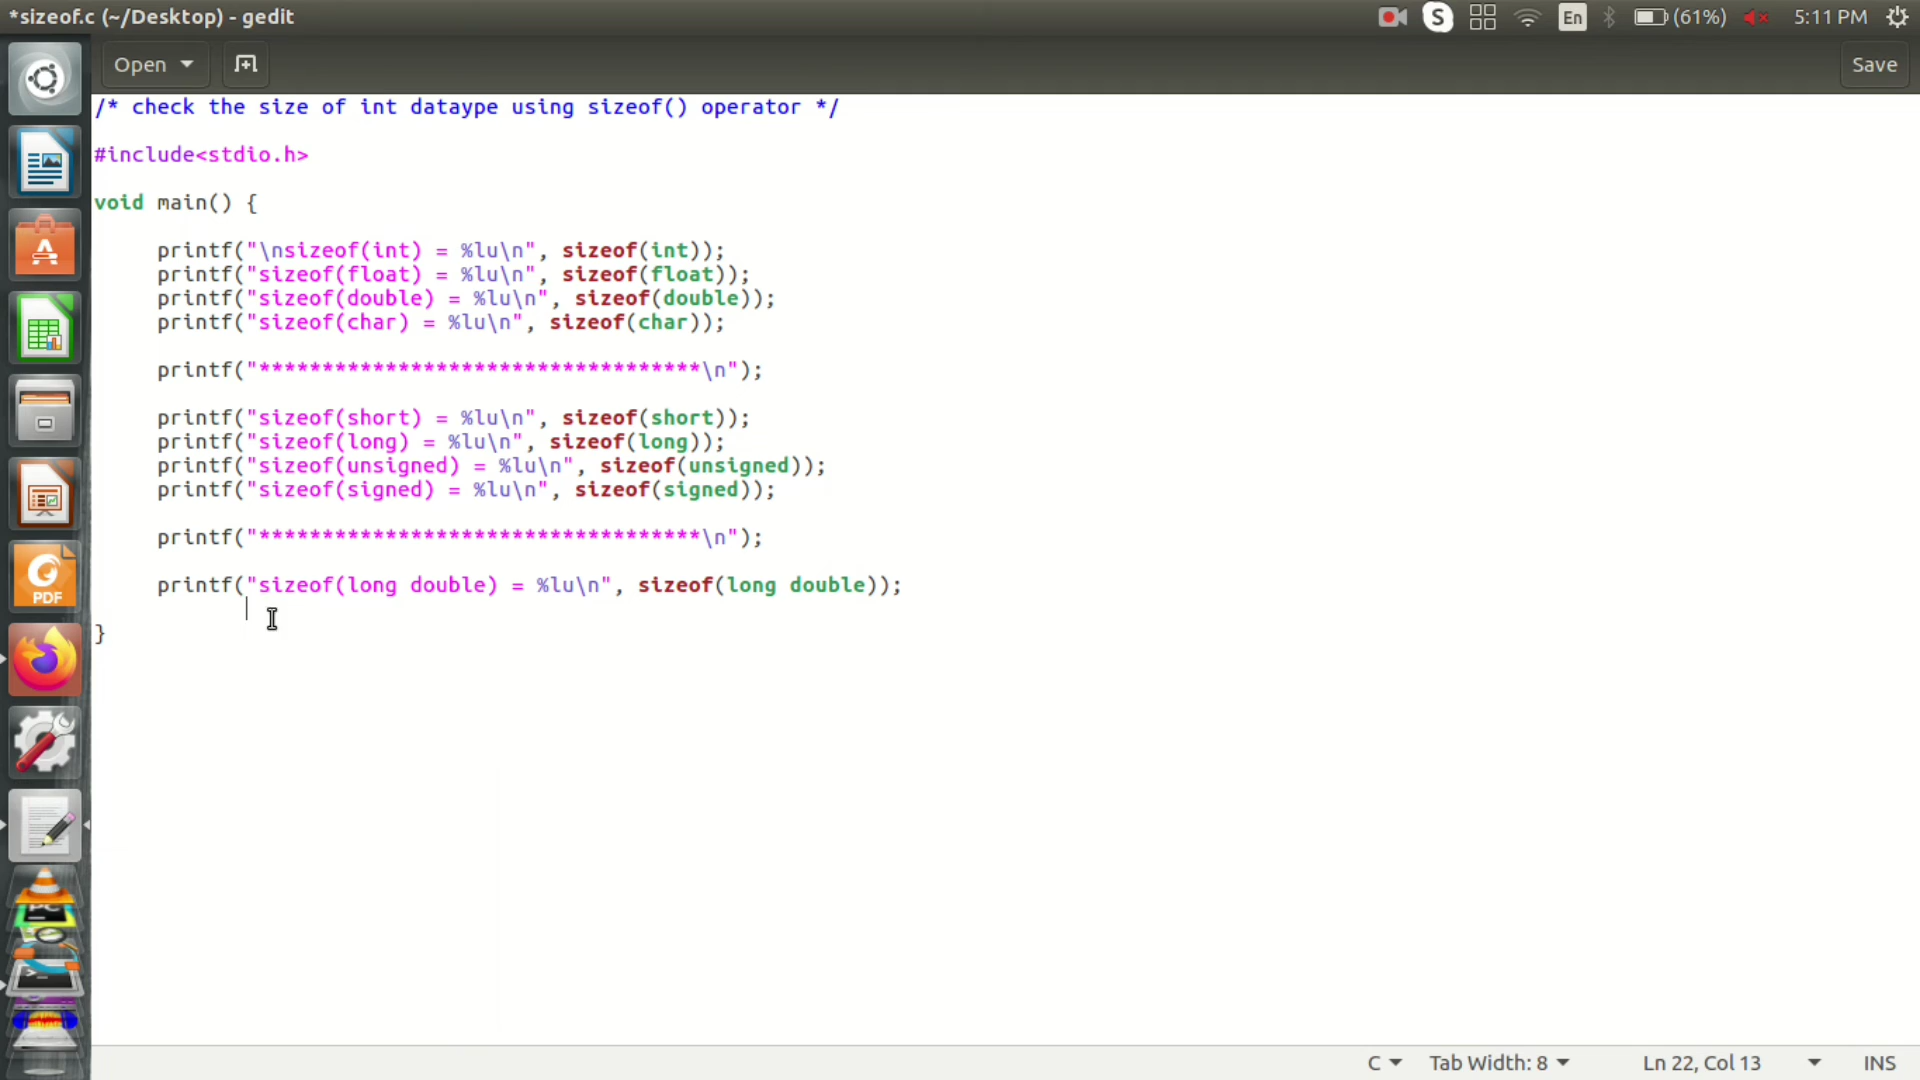 *sizeof.c (~/Desktop) - gedit
S
En
(61%)
5:11 PM
Open
Save
/* check the size of int dataype using sizeof() operator */
#include<stdio.h>
void main() {
printf("\nsizeof(int) = %lu\n", sizeof(int));
printf("sizeof(float) = %lu\n", sizeof(float));
printf("sizeof(double) = %lu\n", sizeof(double));
printf("sizeof(char) = %lu\n", sizeof(char));
printf("***********************************\n");
printf("sizeof(short) = %lu\n", sizeof(short));
printf("sizeof(long) = %lu\n", sizeof(long));
printf("sizeof(unsigned) = %lu\n", sizeof(unsigned));
printf("sizeof(signed) = %lu\n", sizeof(signed));
printf("***********************************\n");
printf("sizeof(long double) = %lu\n", sizeof(long double));
}
PDF
PC
C
Tab Width: 8
Ln 22, Col 13
INS